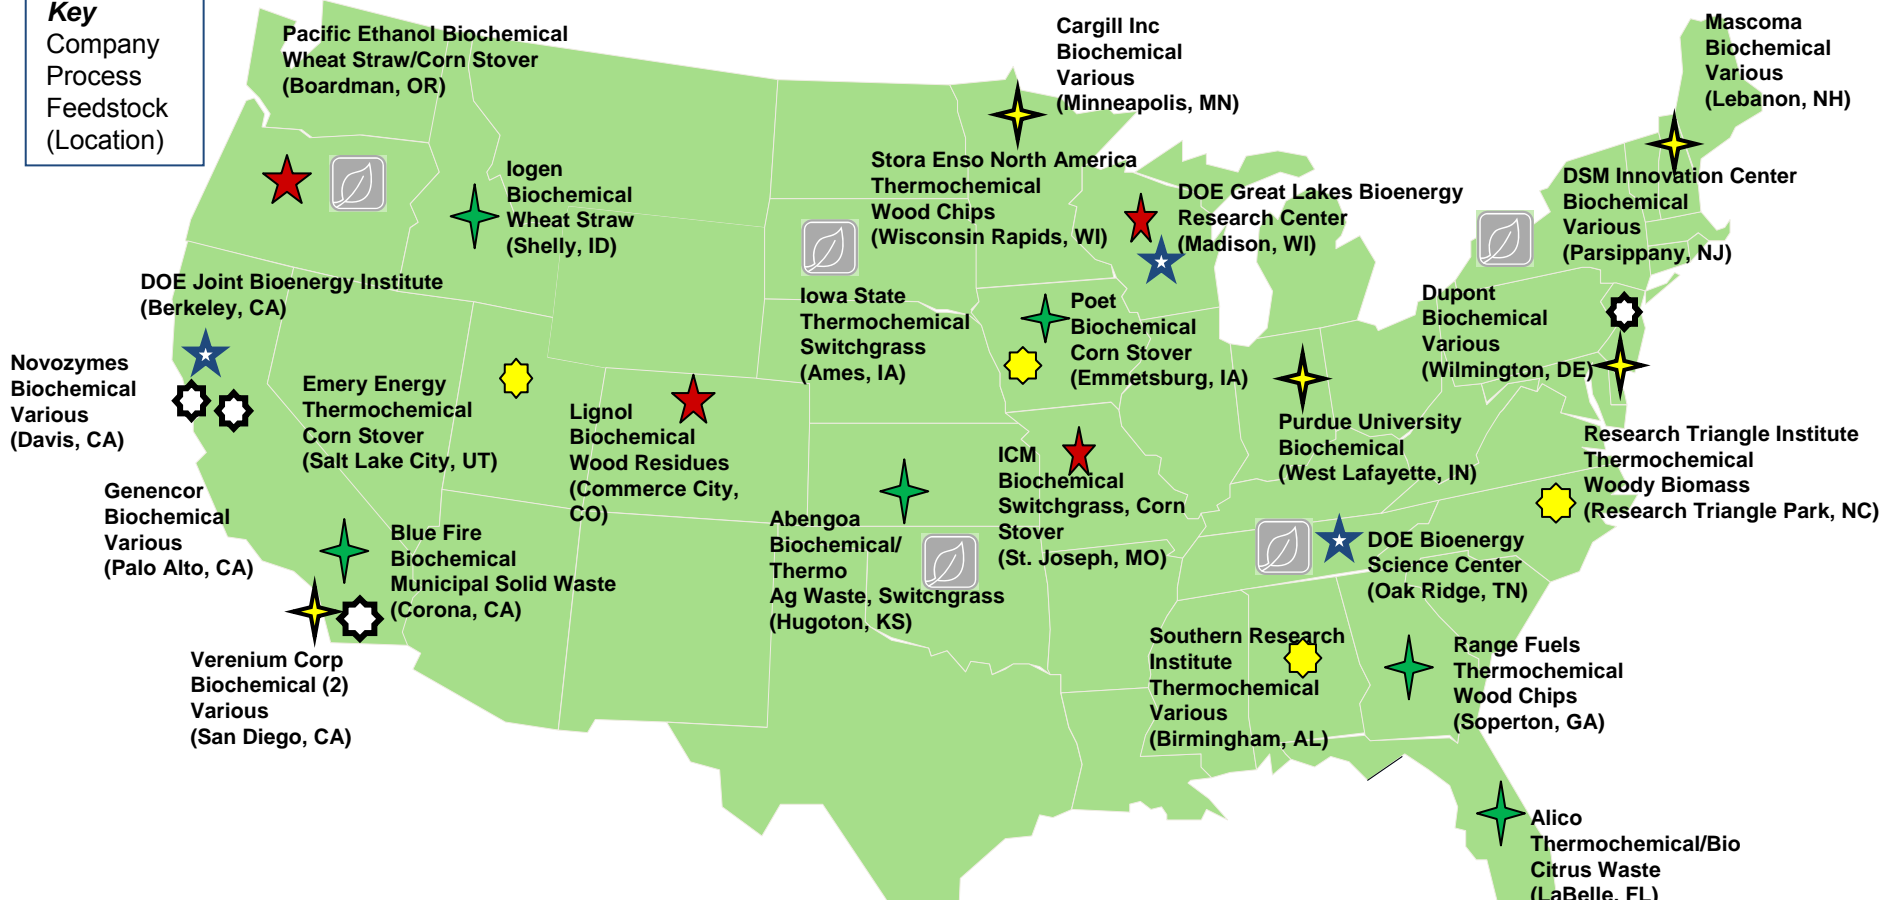 Key
Company
Process
Feedstock
(Location)
Pacific Ethanol Biochemical
Wheat Straw/Corn Stover
(Boardman, OR)
Cargill Inc
Biochemical
Various
(Minneapolis, MN)
Mascoma
Biochemical
Various
(Lebanon, NH)
Iogen
Biochemical
Wheat Straw
(Shelly, ID)
Stora Enso North America
Thermochemical
Wood Chips
(Wisconsin Rapids, WI)
DOE Great Lakes Bioenergy
Research Center
(Madison, WI)
DSM Innovation Center
Biochemical
Various
(Parsippany, NJ)
DOE Joint Bioenergy Institute
(Berkeley, CA)
Iowa State
Thermochemical
Switchgrass
(Ames, IA)
Poet
Biochemical
Corn Stover
(Emmetsburg, IA)
Dupont
Biochemical
Various
(Wilmington, DE)
Novozymes
Biochemical
Various
(Davis, CA)
Emery Energy
Thermochemical
Corn Stover
(Salt Lake City, UT)
Lignol
Biochemical
Wood Residues
(Commerce City,
CO)
ICM
Biochemical
Switchgrass, Corn
Stover
(St. Joseph, MO)
Purdue University
Biochemical
(West Lafayette, IN)
Research Triangle Institute
Thermochemical
Woody Biomass
(Research Triangle Park, NC)
Genencor
Biochemical
Various
(Palo Alto, CA)
Blue Fire
Biochemical
Municipal Solid Waste
(Corona, CA)
Abengoa
Biochemical/
Thermo
Ag Waste, Switchgrass
(Hugoton, KS)
DOE Bioenergy
Science Center
(Oak Ridge, TN)
Verenium Corp
Biochemical (2)
Various
(San Diego, CA)
Southern Research
Institute
Thermochemical
Various
(Birmingham, AL)
Range Fuels
Thermochemical
Wood Chips
(Soperton, GA)
Alico
Thermochemical/Bio
Citrus Waste
(LaBelle, FL)